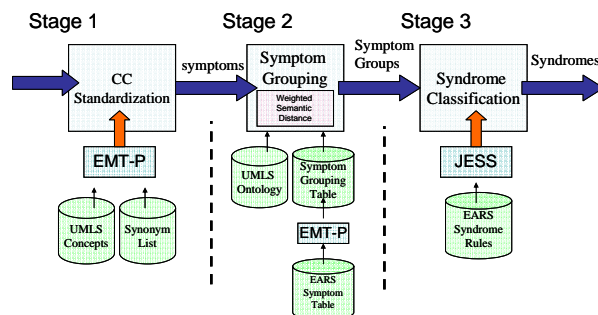 Stage 1
Stage 2
Stage 3
CC
Standardization
symptoms
Symptom
Grouping
Weighted
Semantic
Distance
Symptom
Groups
Syndrome
Classification
Syndromes
EMT-P
UMLS
Concepts
Synonym
List
UMLS
Ontology
Symptom
Grouping
Table
EMT-P
EARS
Symptom
Table
JESS
EARS
Syndrome
Rules